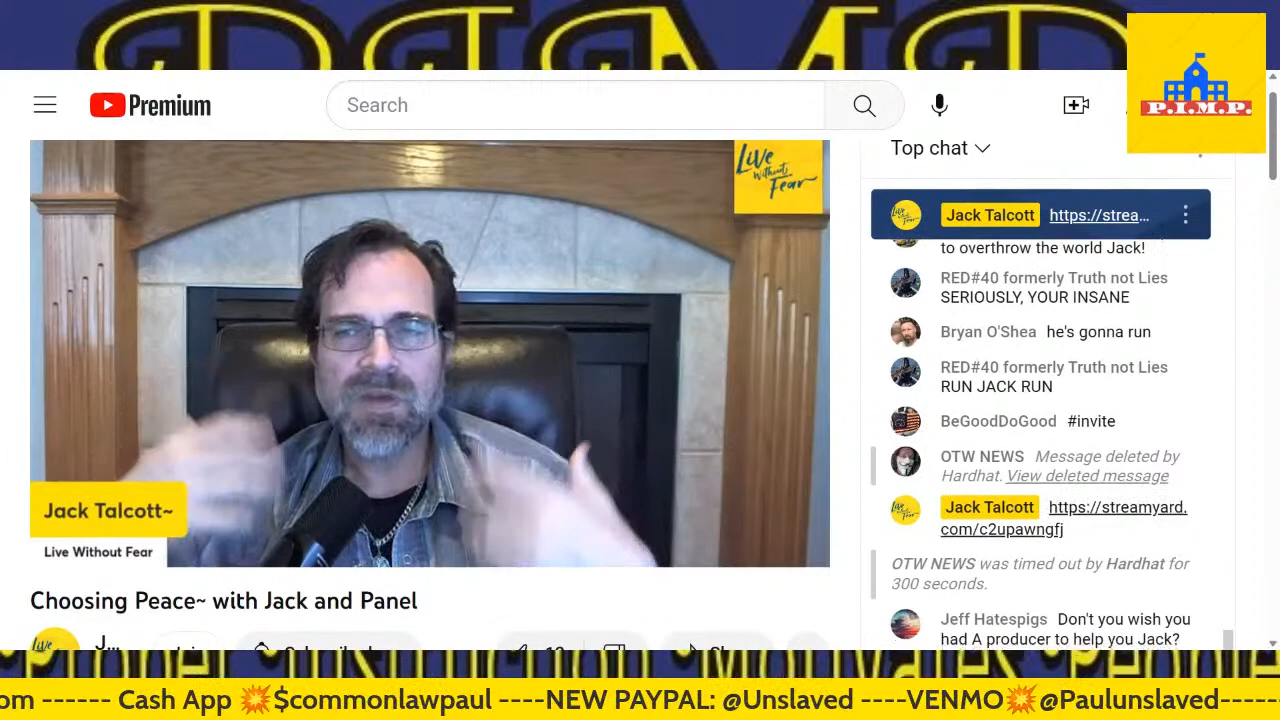 P.I.M.P.
P.I.M.P.
Premium
Search
Live
Without
Fear
Jack Talcott~
Live Without Fear
Choosing Peace~ with Jack and Panel
J...
Top chat
Jack Talcott https://strea...
to overthrow the world Jack!
RED#40 formerly Truth not Lies
SERIOUSLY, YOUR INSANE
Bryan O'Shea he's gonna run
RED#40 formerly Truth not Lies
RUN JACK RUN
BeGoodDoGood #invite
OTW NEWS Message deleted by
Hardhat. View deleted message
Jack Talcott https://streamyard.
com/c2upawngfj
OTW NEWS was timed out by Hardhat for
300 seconds.
Jeff Hatespigs Don't you wish you
had A producer to help you Jack?
Proper Instruction Motivates People
om ------ Cash App 💥$commonlawpaul ----NEW PAYPAL: @Unslaved ----VENMO💥@Paulunslaved-----